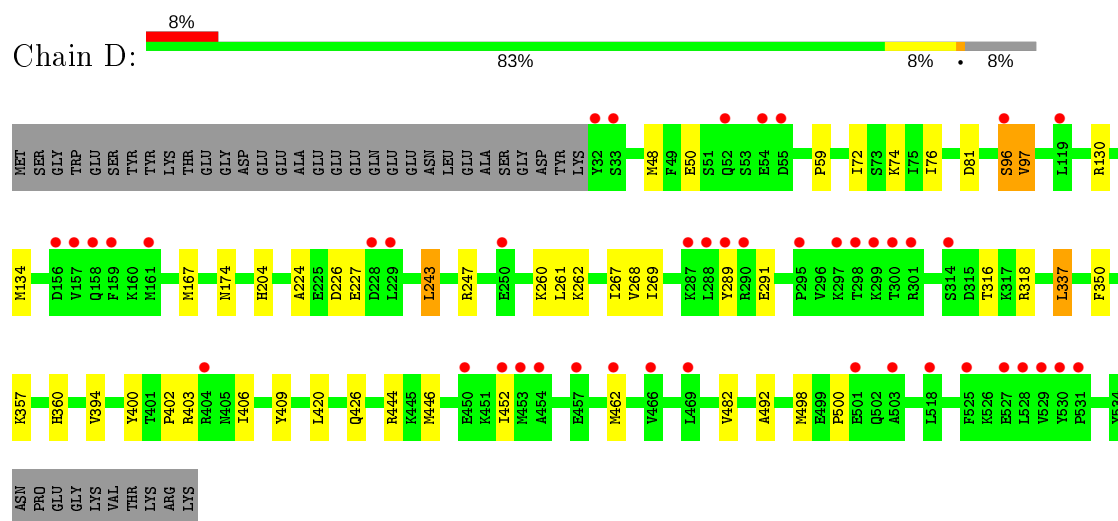 8%
Chain D:
83% 8% • 8%
MET SER GLY TRP GLU SER TYR TYR LYS THR GLU GLY ASP GLU GLU ALA GLU GLU GLU GLN GLU GLU ASN LEU GLU ALA SER GLY ASP TYR LYS Y32 S33 M48 F49 E50 S51 Q52 S53 E54 D55 P59 I72 S73 K74 I75 I76 D81 S96 V97 L119 R130
M134 D156 V157 Q158 F159 K160 M161 M167 N174 H204 A224 E225 D226 E227 D228 L229 L243 R247 E250 K260 L261 K262 I267 V268 I269 K287 L288 Y289 R290 E291 P295 V296 K297 T298 K299 T300 R301 S314 D315 T316 K317 R318 L337 F350
K357 H360 V394 Y400 T401 P402 R403 R404 N405 I406 Y409 L420 Q426 R444 K445 M446 E450 K451 I452 M453 A454 E457 M462 V466 L469 V482 A492 M498 E499 P500 E501 Q502 A503 L518 F525 K526 E527 L528 V529 Y530 P531 Y534
ASN PRO GLU GLY LYS VAL THR LYS ARG LYS